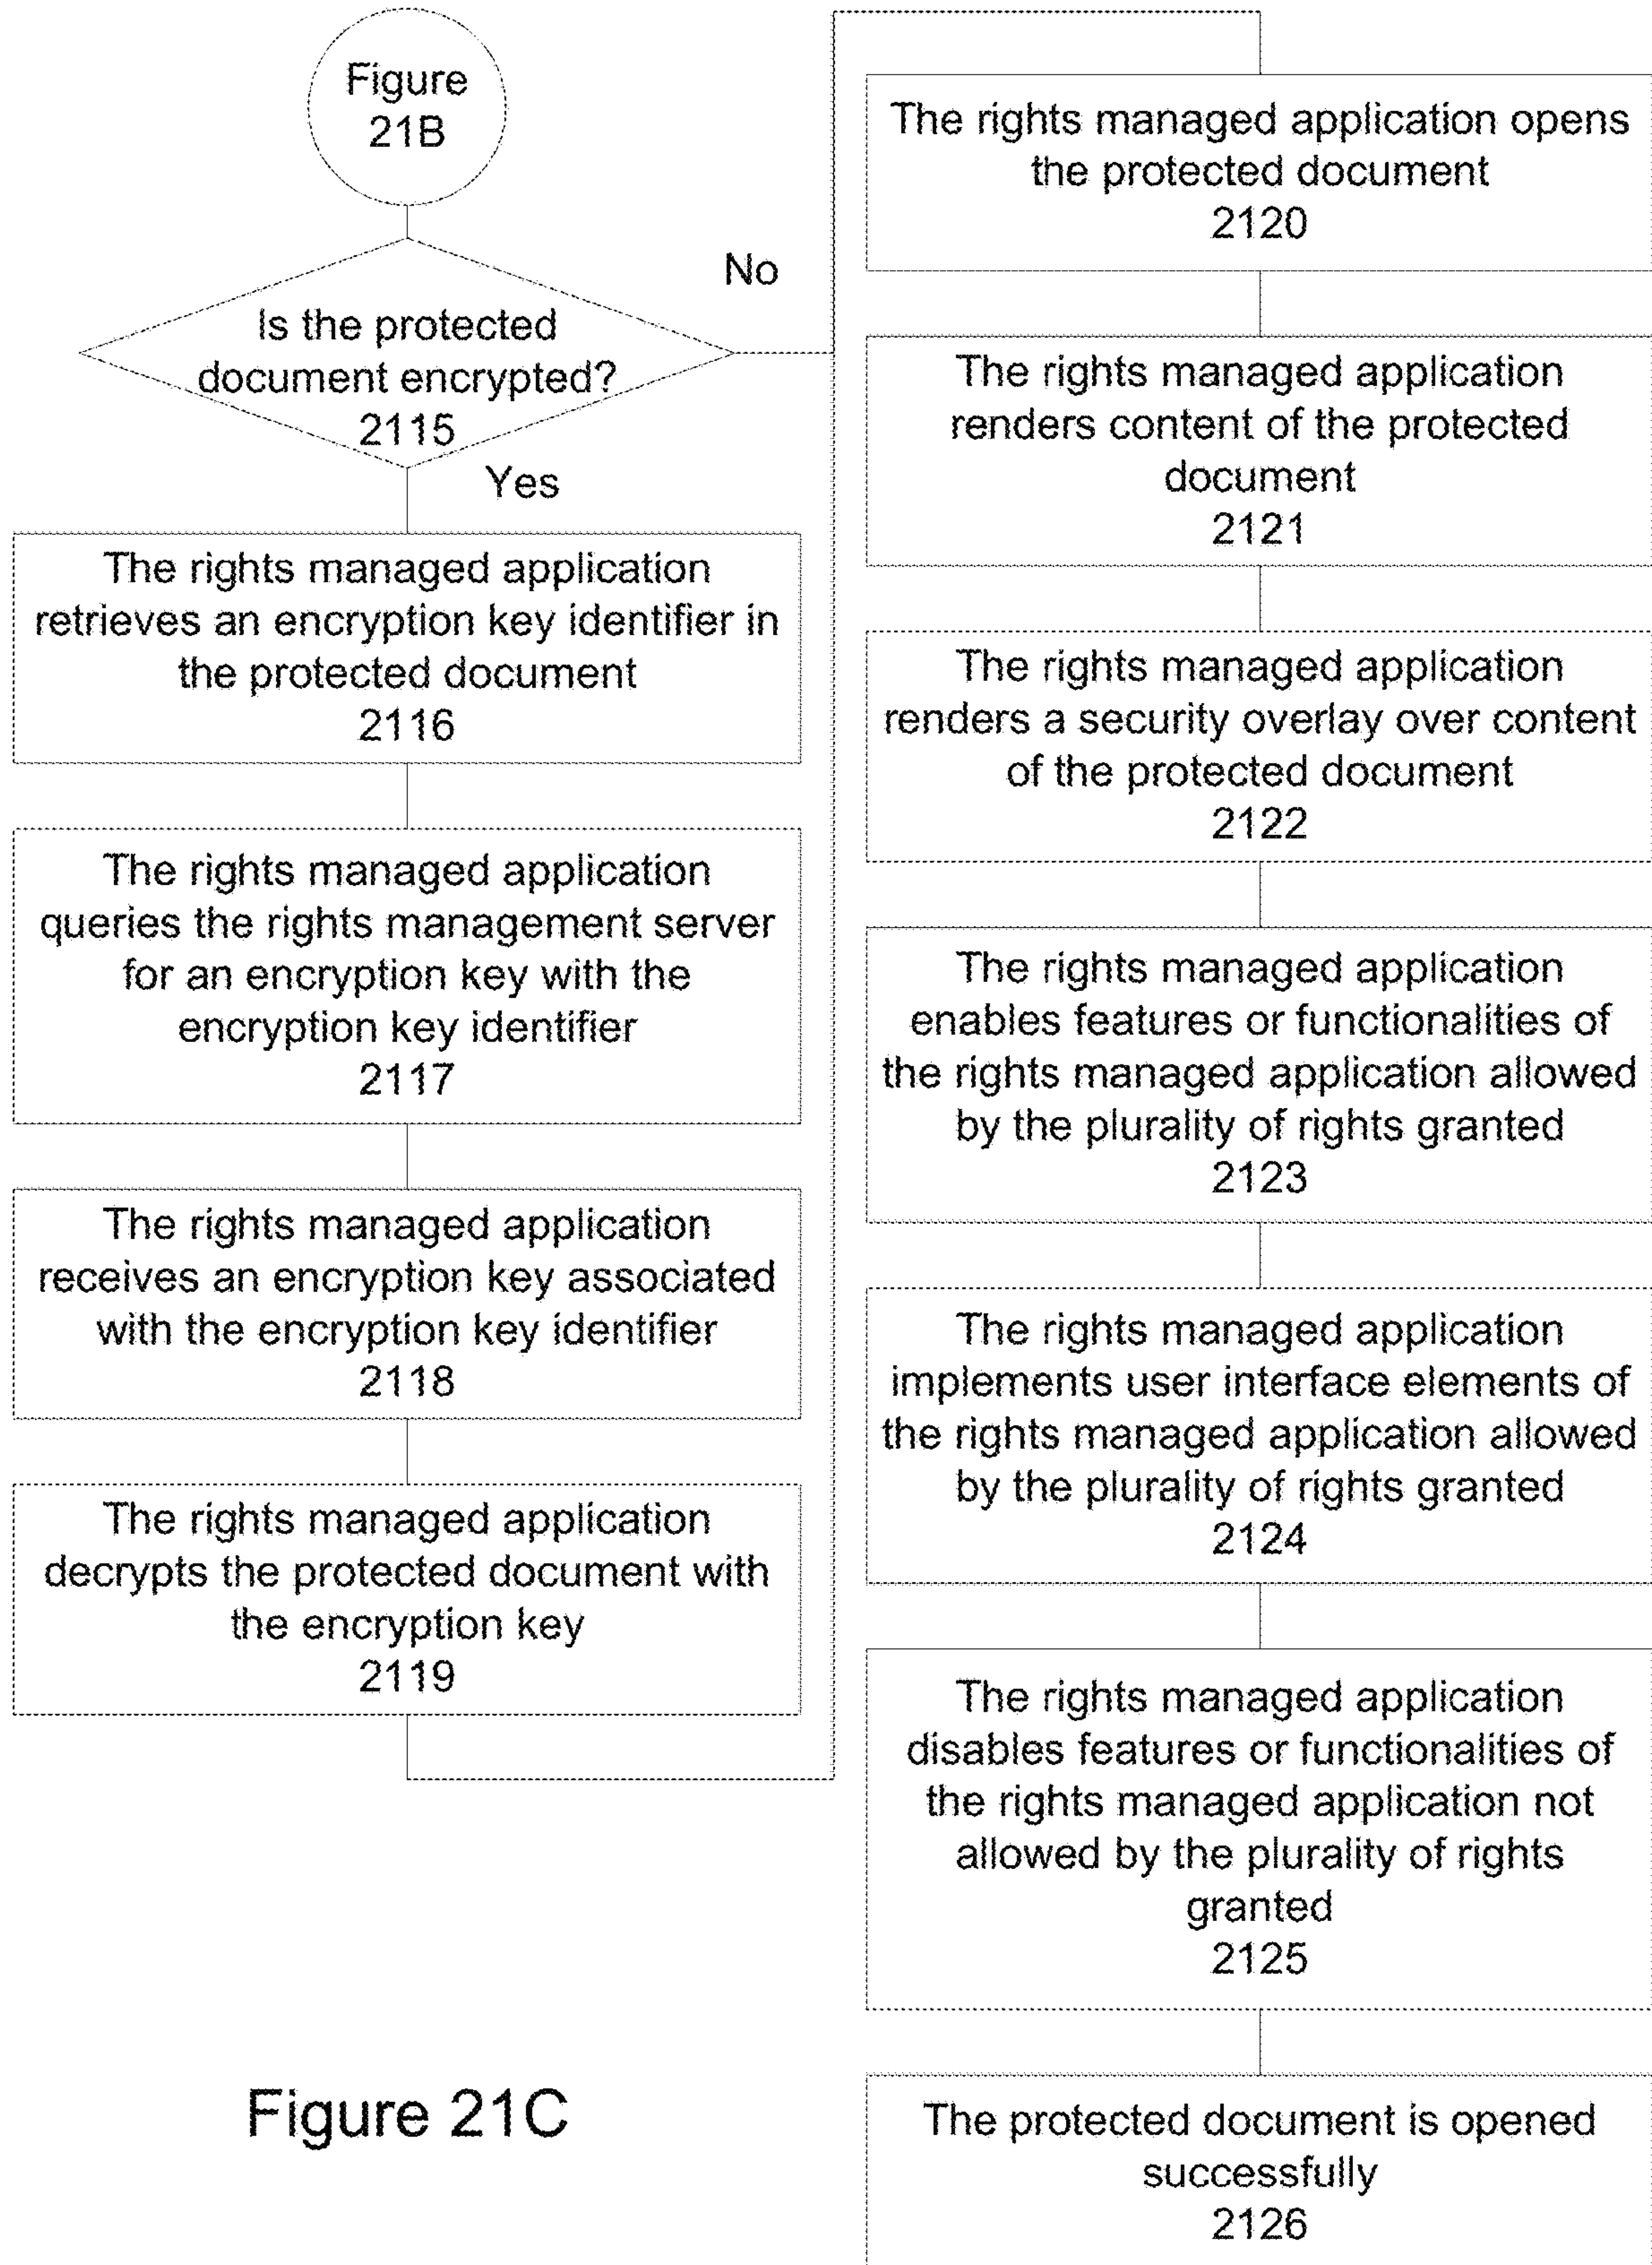 Figure
21B
Is the protected
document encrypted?
2115
No
Yes
The rights managed application
retrieves an encryption key identifier in
the protected document
2116
The rights managed application
queries the rights management server
for an encryption key with the
encryption key identifier
2117
The rights managed application
receives an encryption key associated
with the encryption key identifier
2118
The rights managed application
decrypts the protected document with
the encryption key
2119
The rights managed application opens
the protected document
2120
The rights managed application
renders content of the protected
document
2121
The rights managed application
renders a security overlay over content
of the protected document
2122
The rights managed application
enables features or functionalities of
the rights managed application allowed
by the plurality of rights granted
2123
The rights managed application
implements user interface elements of
the rights managed application allowed
by the plurality of rights granted
2124
The rights managed application
disables features or functionalities of
the rights managed application not
allowed by the plurality of rights
granted
2125
The protected document is opened
successfully
2126
Figure 21C